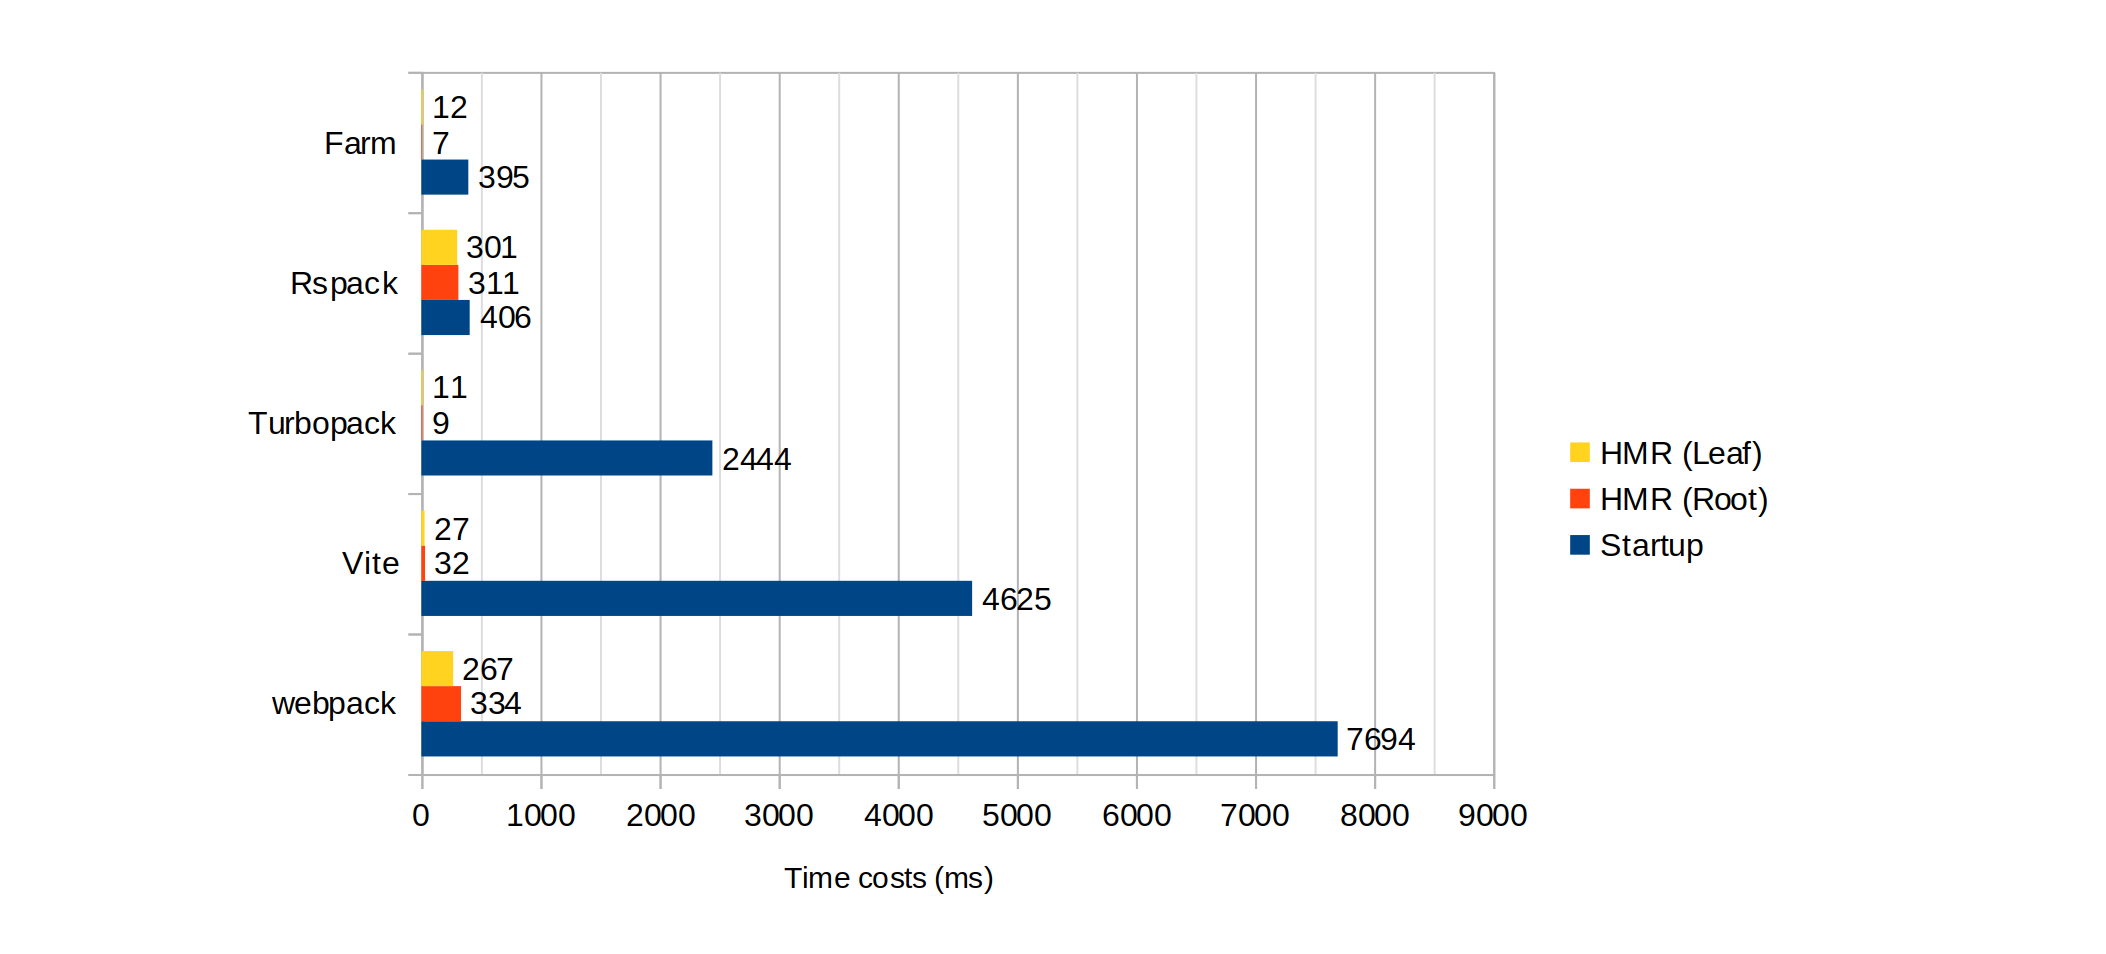 12
Farm
7
395
301
Rspack
311
406
11
Turbopack
9
2444
27
Vite
32
4625
267
webpack
334
7694
0 1000 2000 3000 4000 5000 6000 7000 8000 9000
Time costs (ms)
HMR (Leaf)
HMR (Root)
Startup